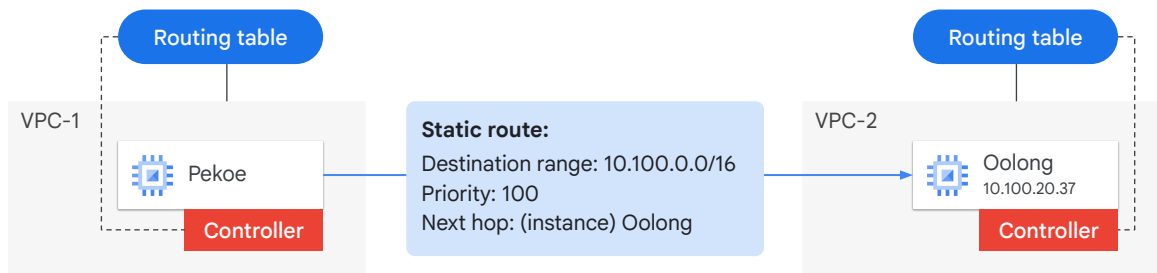 Routing table
Routing table
VPC-1
VPC-2
Pekoe
Controller
Static route:
Destination range: 10.100.0.0/16
Priority: 100
Next hop: (instance) Oolong
Oolong
10.100.20.37
Controller